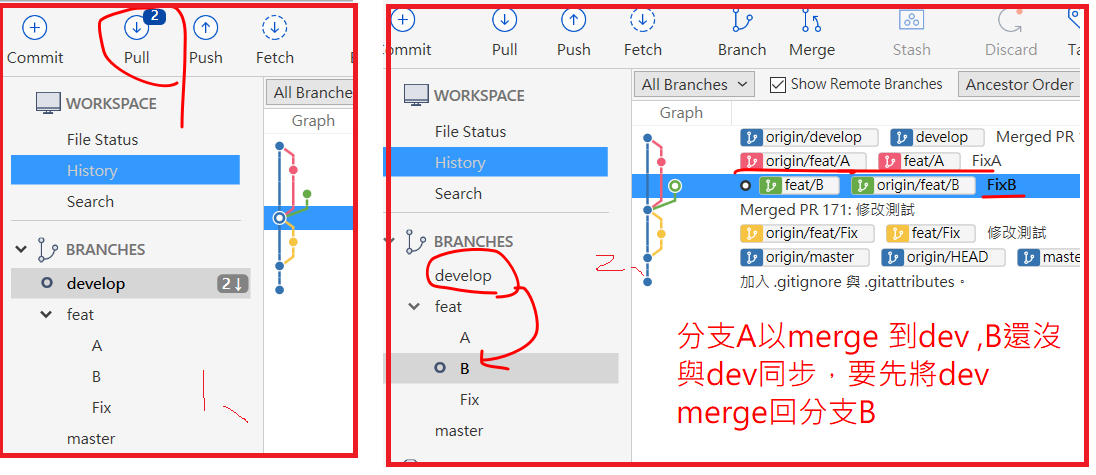 2
Commit Pull Push Fetch
WORKSPACE
File Status
History
Search
BRANCHES
develop 2↓
feat
A
B
Fix
master
All Branche
Graph
1、
ommit Pull Push Fetch Branch Merge Stash Discard Ta
WORKSPACE
File Status
History
Search
BRANCHES
develop
feat
A
B
Fix
master
2、
All Branches Show Remote Branches Ancestor Order
Graph
origin/develop develop Merged PR 1
origin/feat/A feat/A FixA
feat/B origin/feat/B FixB
Merged PR 171: 修改測試
origin/feat/Fix feat/Fix 修改測試
origin/master origin/HEAD maste
加入 .gitignore 與 .gitattributes。
分支A以merge 到dev ,B還沒
與dev同步，要先將dev
merge回分支B